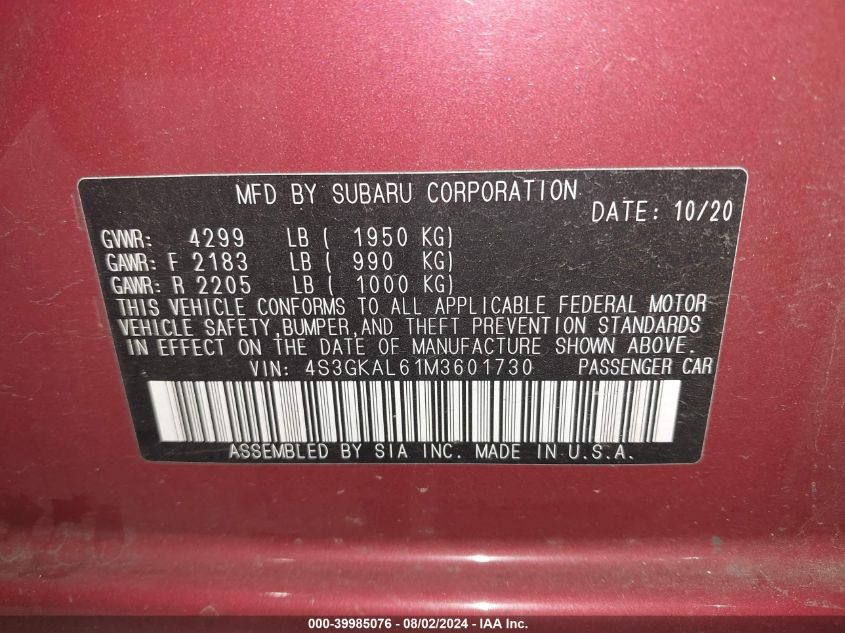 MFD BY SUBARU CORPORATION
DATE: 10/20
GVWR: 4299 LB ( 1950 KG)
GAWR: F 2183 LB ( 990 KG)
GAWR: R 2205 LB ( 1000 KG)
THIS VEHICLE CONFORMS TO ALL APPLICABLE FEDERAL MOTOR
VEHICLE SAFETY,BUMPER,AND THEFT PREVENTION STANDARDS
IN EFFECT ON THE DATE OF MANUFACTURE SHOWN ABOVE.
VIN: 4S3GKAL61M3601730 PASSENGER CAR
ASSEMBLED BY SIA INC. MADE IN U.S.A.
000-39985076 - 08/02/2024 - IAA Inc.